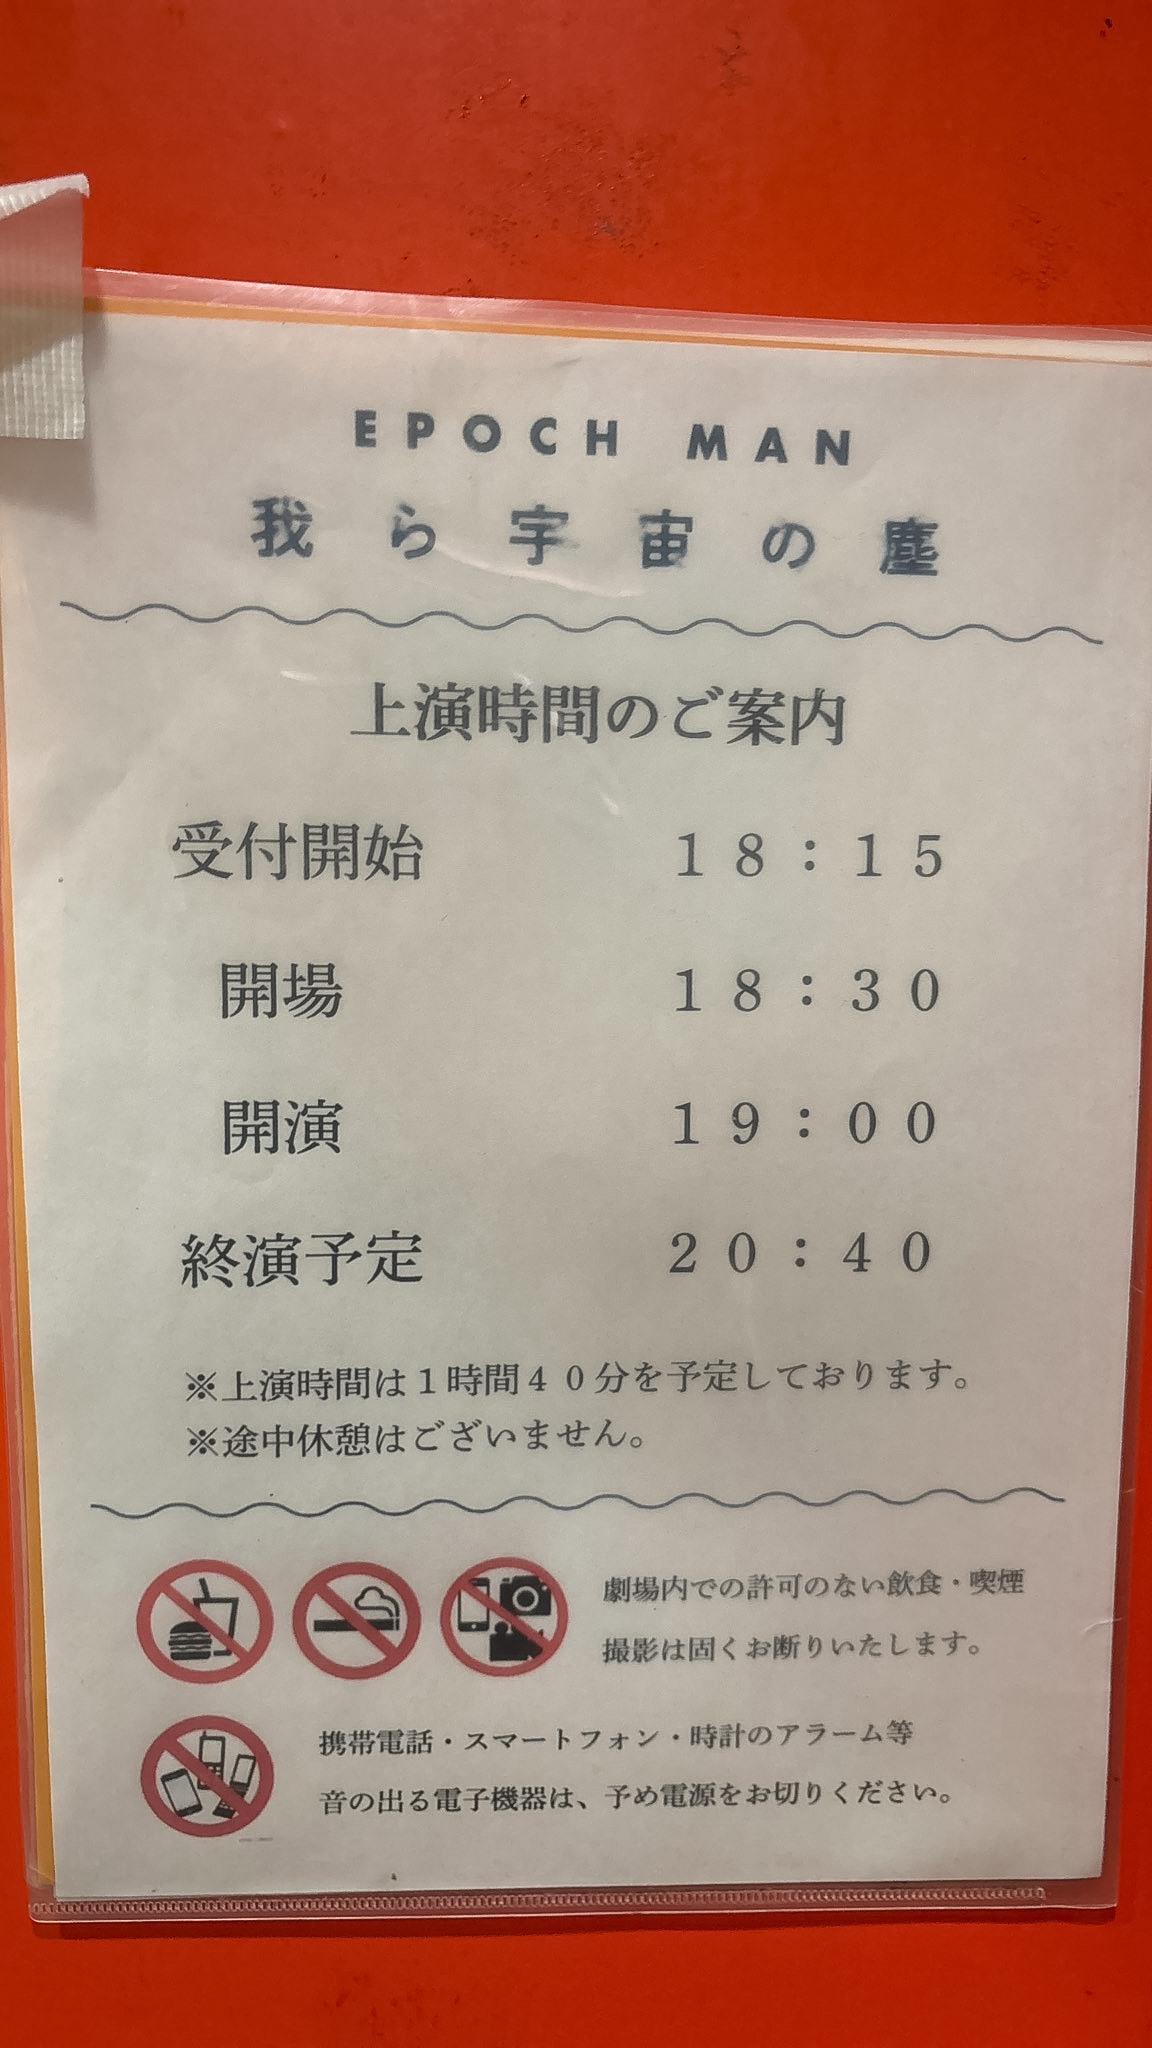 EPOCH MAN
我ら宇宙の塵
上演時間のご案内
受付開始 18:15
開場 18:30
開演 19:00
終演予定 20:40
※上演時間は1時間40分を予定しております。
※途中休憩はございません。
劇場内での許可のない飲食・喫煙
撮影は固くお断りいたします。
携帯電話・スマートフォン・時計のアラーム等
音の出る電子機器は、予め電源をお切りください。